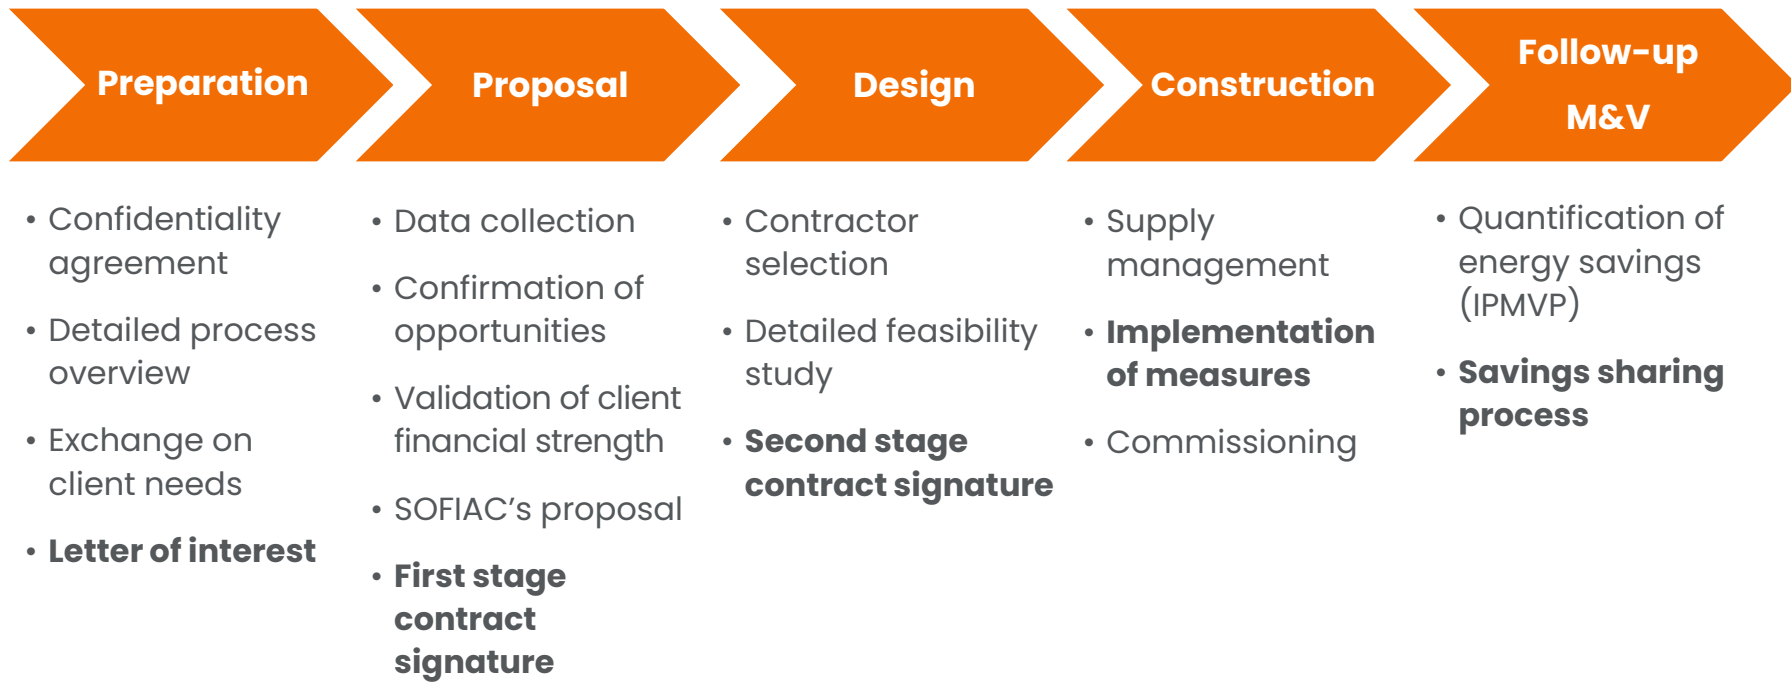 Preparation
• Confidentiality
agreement
• Detailed process
overview
• Exchange on
client needs
• Letter of interest
Proposal
• Data collection
• Confirmation of
opportunities
• Validation of client
financial strength
• SOFIAC’s proposal
• First stage
contract
signature
Design
• Contractor
selection
• Detailed feasibility
study
• Second stage
contract signature
Construction
• Supply
management
• Implementation
of measures
• Commissioning
Follow-up
M&V
• Quantification of
energy savings
(IPMVP)
• Savings sharing
process